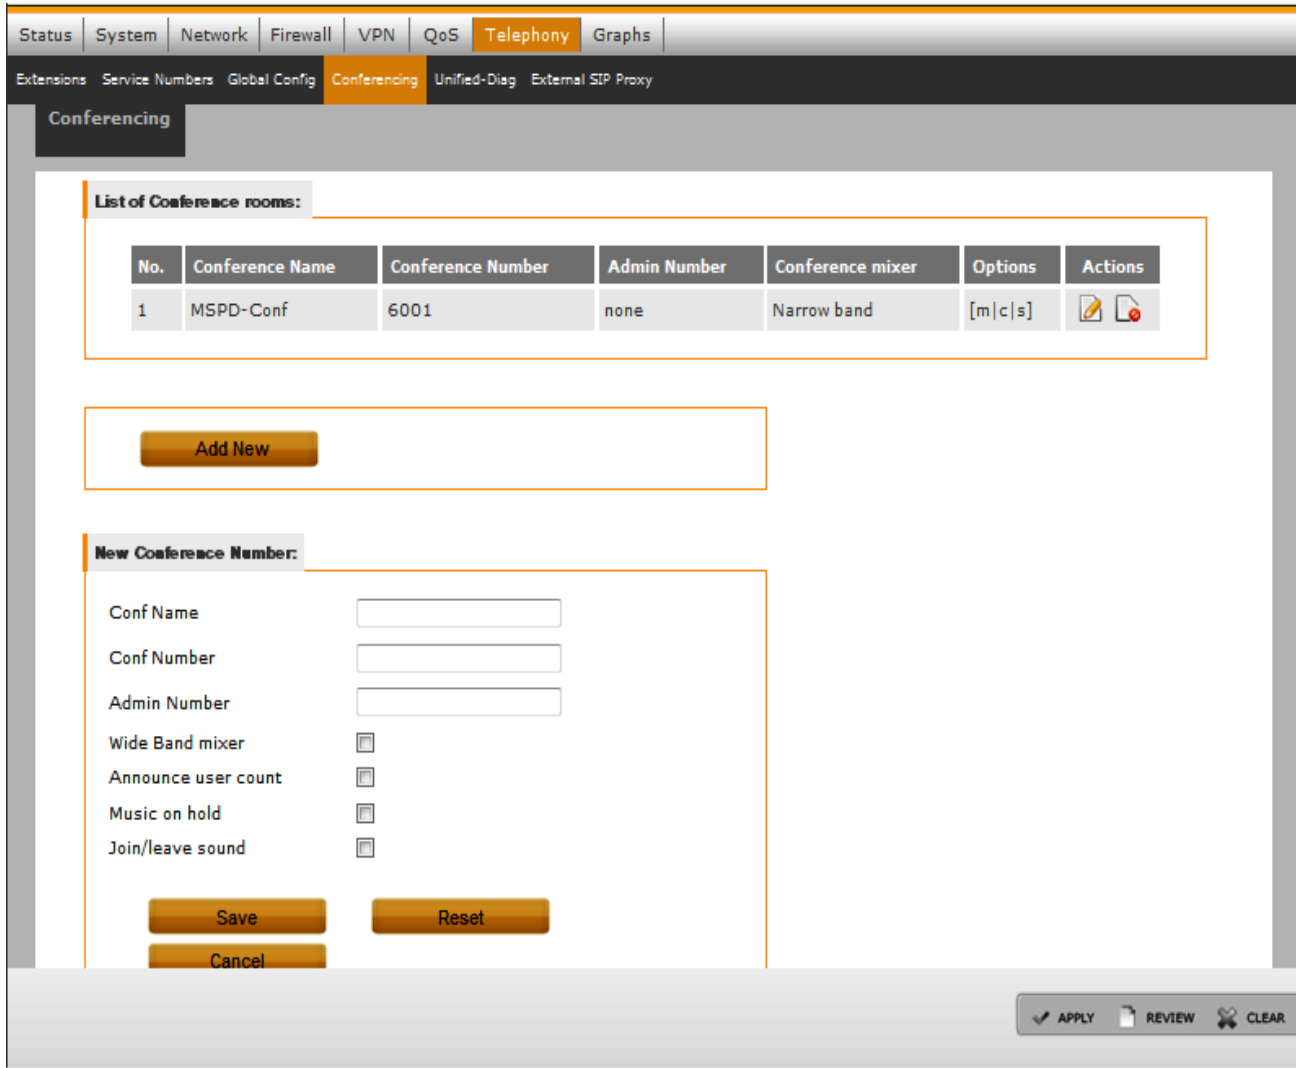 Status System Network Firewall VPN QoS Telephony Graphs
Extensions Service Numbers Global Config Conferencing Unified-Diag External SIP Proxy
Conferencing
List of Conference rooms:
No. Conference Name Conference Number Admin Number Conference mixer Options Actions
1 MSPD-Conf 6001 none Narrow band [m|c|s]
Add New
New Conference Number:
Conf Name
Conf Number
Admin Number
Wide Band mixer
Announce user count
Music on hold
Join/leave sound
Save Reset
Cancel
APPLY REVIEW CLEAR